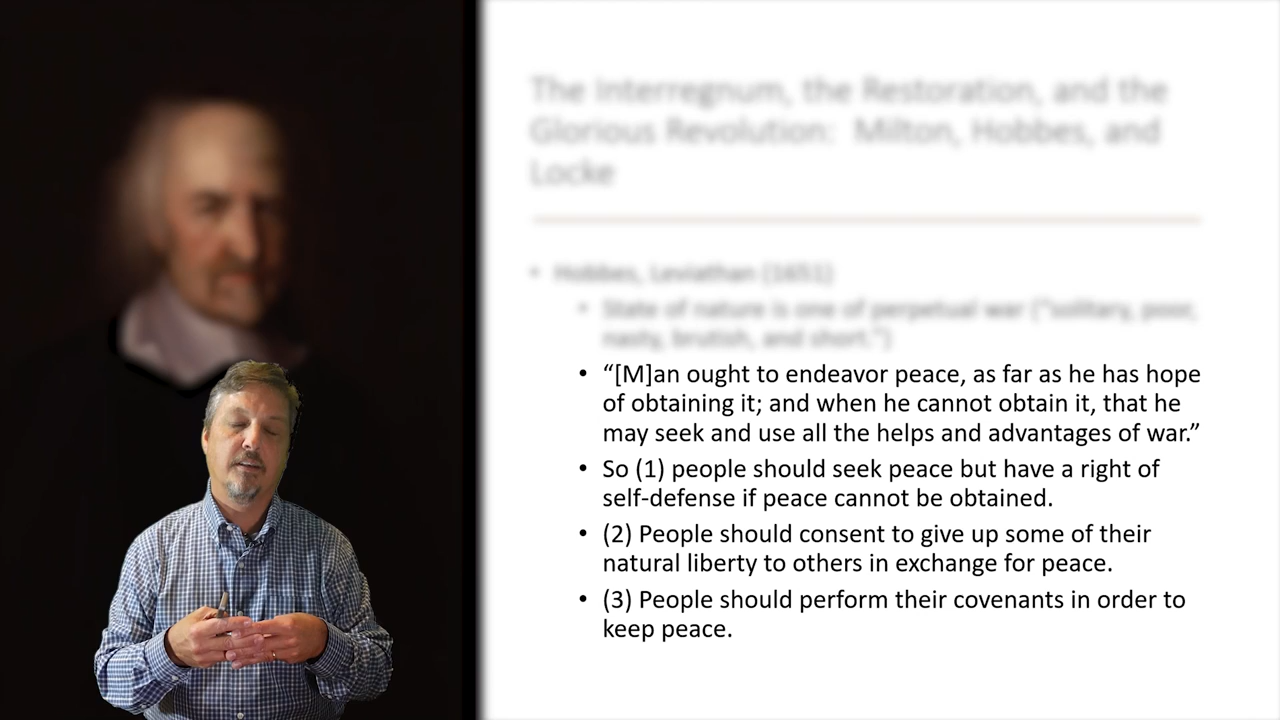 The Interregnum, the Restoration, and the
Glorious Revolution: Milton, Hobbes, and
Locke
• Hobbes, Leviathan (1651)
• State of nature is one of perpetual war (“solitary, poor,
nasty, brutish, and short.”)
• “[M]an ought to endeavor peace, as far as he has hope
of obtaining it; and when he cannot obtain it, that he
may seek and use all the helps and advantages of war.”
• So (1) people should seek peace but have a right of
self-defense if peace cannot be obtained.
• (2) People should consent to give up some of their
natural liberty to others in exchange for peace.
• (3) People should perform their covenants in order to
keep peace.